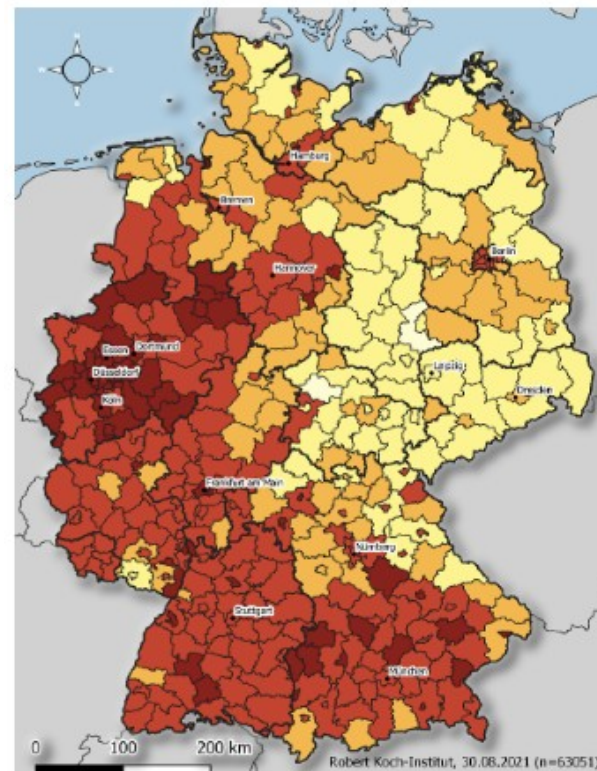 Hamburg
Bremen
Berlin
Hannover
Essen
Dortmund
Düsseldorf
Köln
Leipzig
Dresden
Frankfurt am Main
Nürnberg
Stuttgart
München
0 100 200 km
Robert Koch-Institut, 30.08.2021 (n=63051)